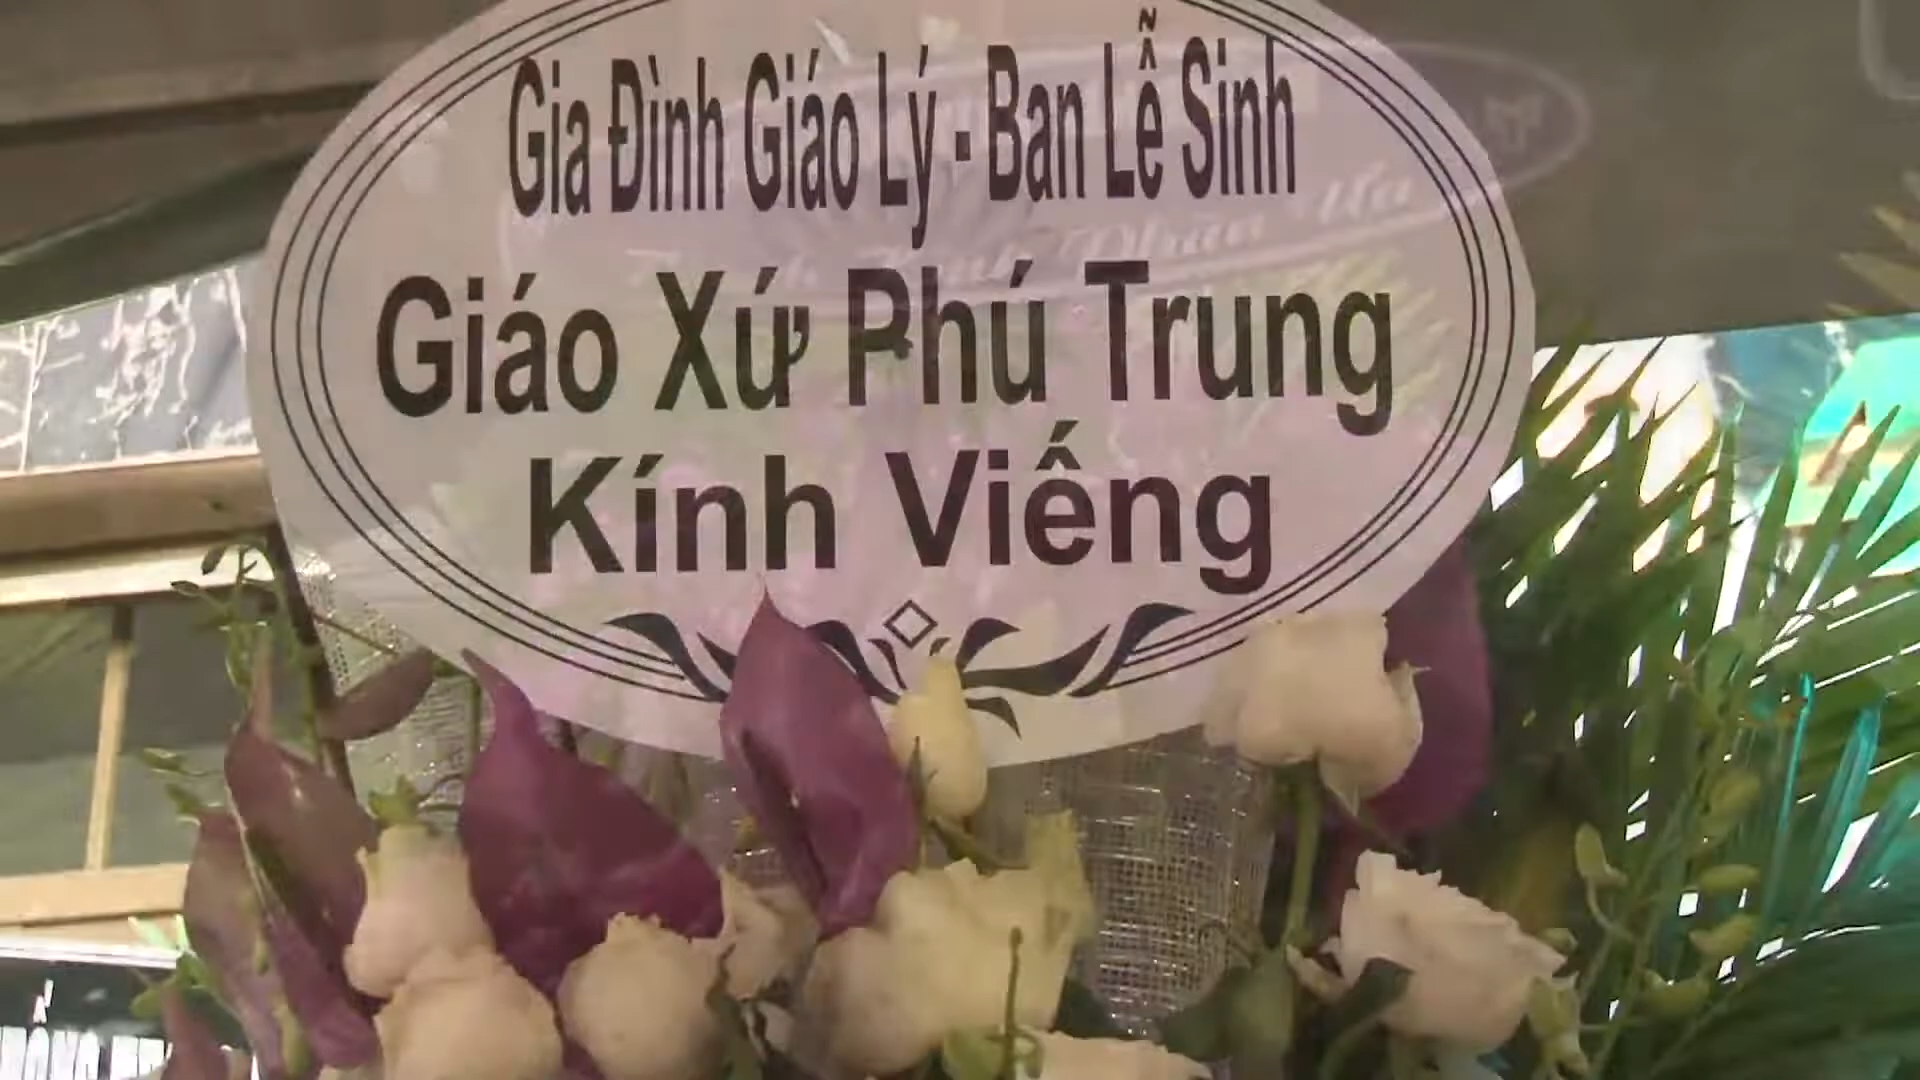 Gia Đình Giáo Lý - Ban Lễ Sinh
Giáo Xứ Phú Trung
Kính Viếng